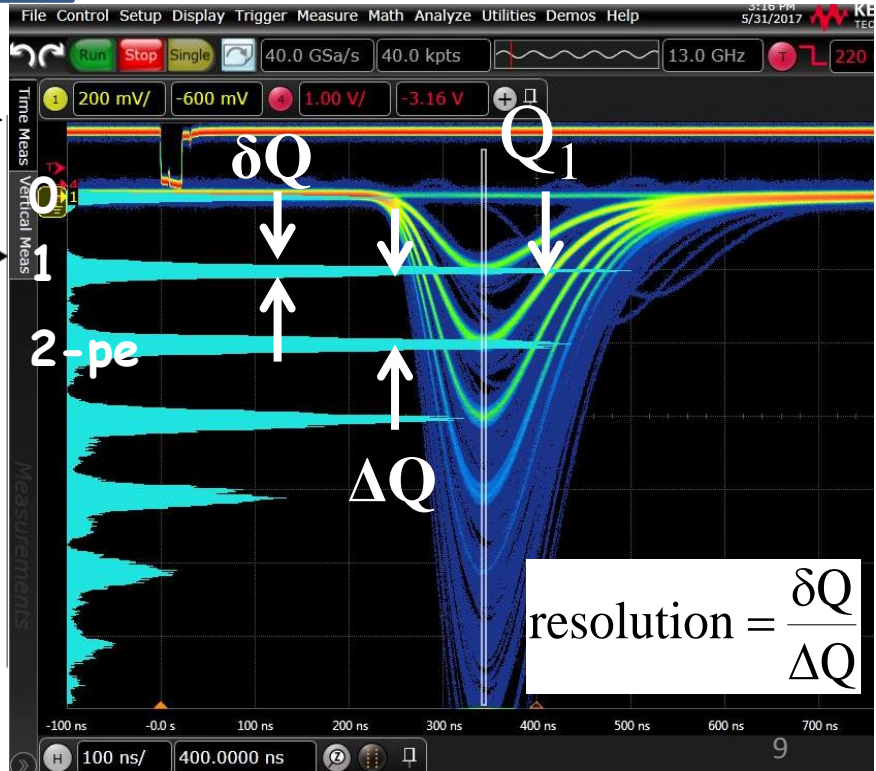 File Control Setup Display Trigger Measure Math Analyze Utilities Demos Help
3:16 PM
5/31/2017
KE
TEC
Run Stop Single 40.0 GSa/s 40.0 kpts 13.0 GHz T 220
1 200 mV/ -600 mV 4 1.00 V/ -3.16 V +
Time Meas
Vertical Meas
Measurements
T
δQ
Q1
0
1
1
2-pe
ΔQ
resolution = δQ/ΔQ
-100 ns -0.0 s 100 ns 200 ns 300 ns 400 ns 500 ns 600 ns 700 ns
H 100 ns/ 400.0000 ns Z
9